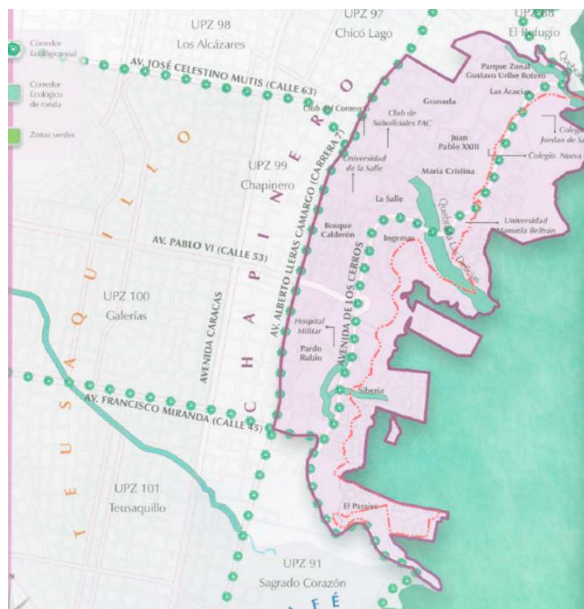 UPZ 98
Los Alcázares
UPZ 97
Chicó Lago
UPZ 88
El Refugio
Corredor
Ecológico vial
Corredor
Ecológico
de ronda
Zonas verdes
AV. JOSÉ CELESTINO MUTIS (CALLE 63)
Parque Zonal
Gustavo Uribe Botero
Las Acacias
Granada
Club del Comercio
Club de
Suboficiales FAC
Juan
Pablo XXIII
Colegio Nueva
Universidad
de la Salle
María Cristina
UPZ 99
Chapinero
La Salle
Universidad
Manuela Beltrán
Bosque
Calderón
Ingemar
AV. PABLO VI (CALLE 53)
AV. ALBERTO LLERAS CAMARGO (CARRERA 7)
CHAPINERO
TEUSAQUILLO
AVENIDA CARACAS
AVENIDA DE LOS CERROS
UPZ 100
Galerías
Hospital
Militar
Pardo
Rubio
Siberia
AV. FRANCISCO MIRANDA (CALLE 45)
UPZ 101
Teusaquillo
El Paraíso
UPZ 91
Sagrado Corazón